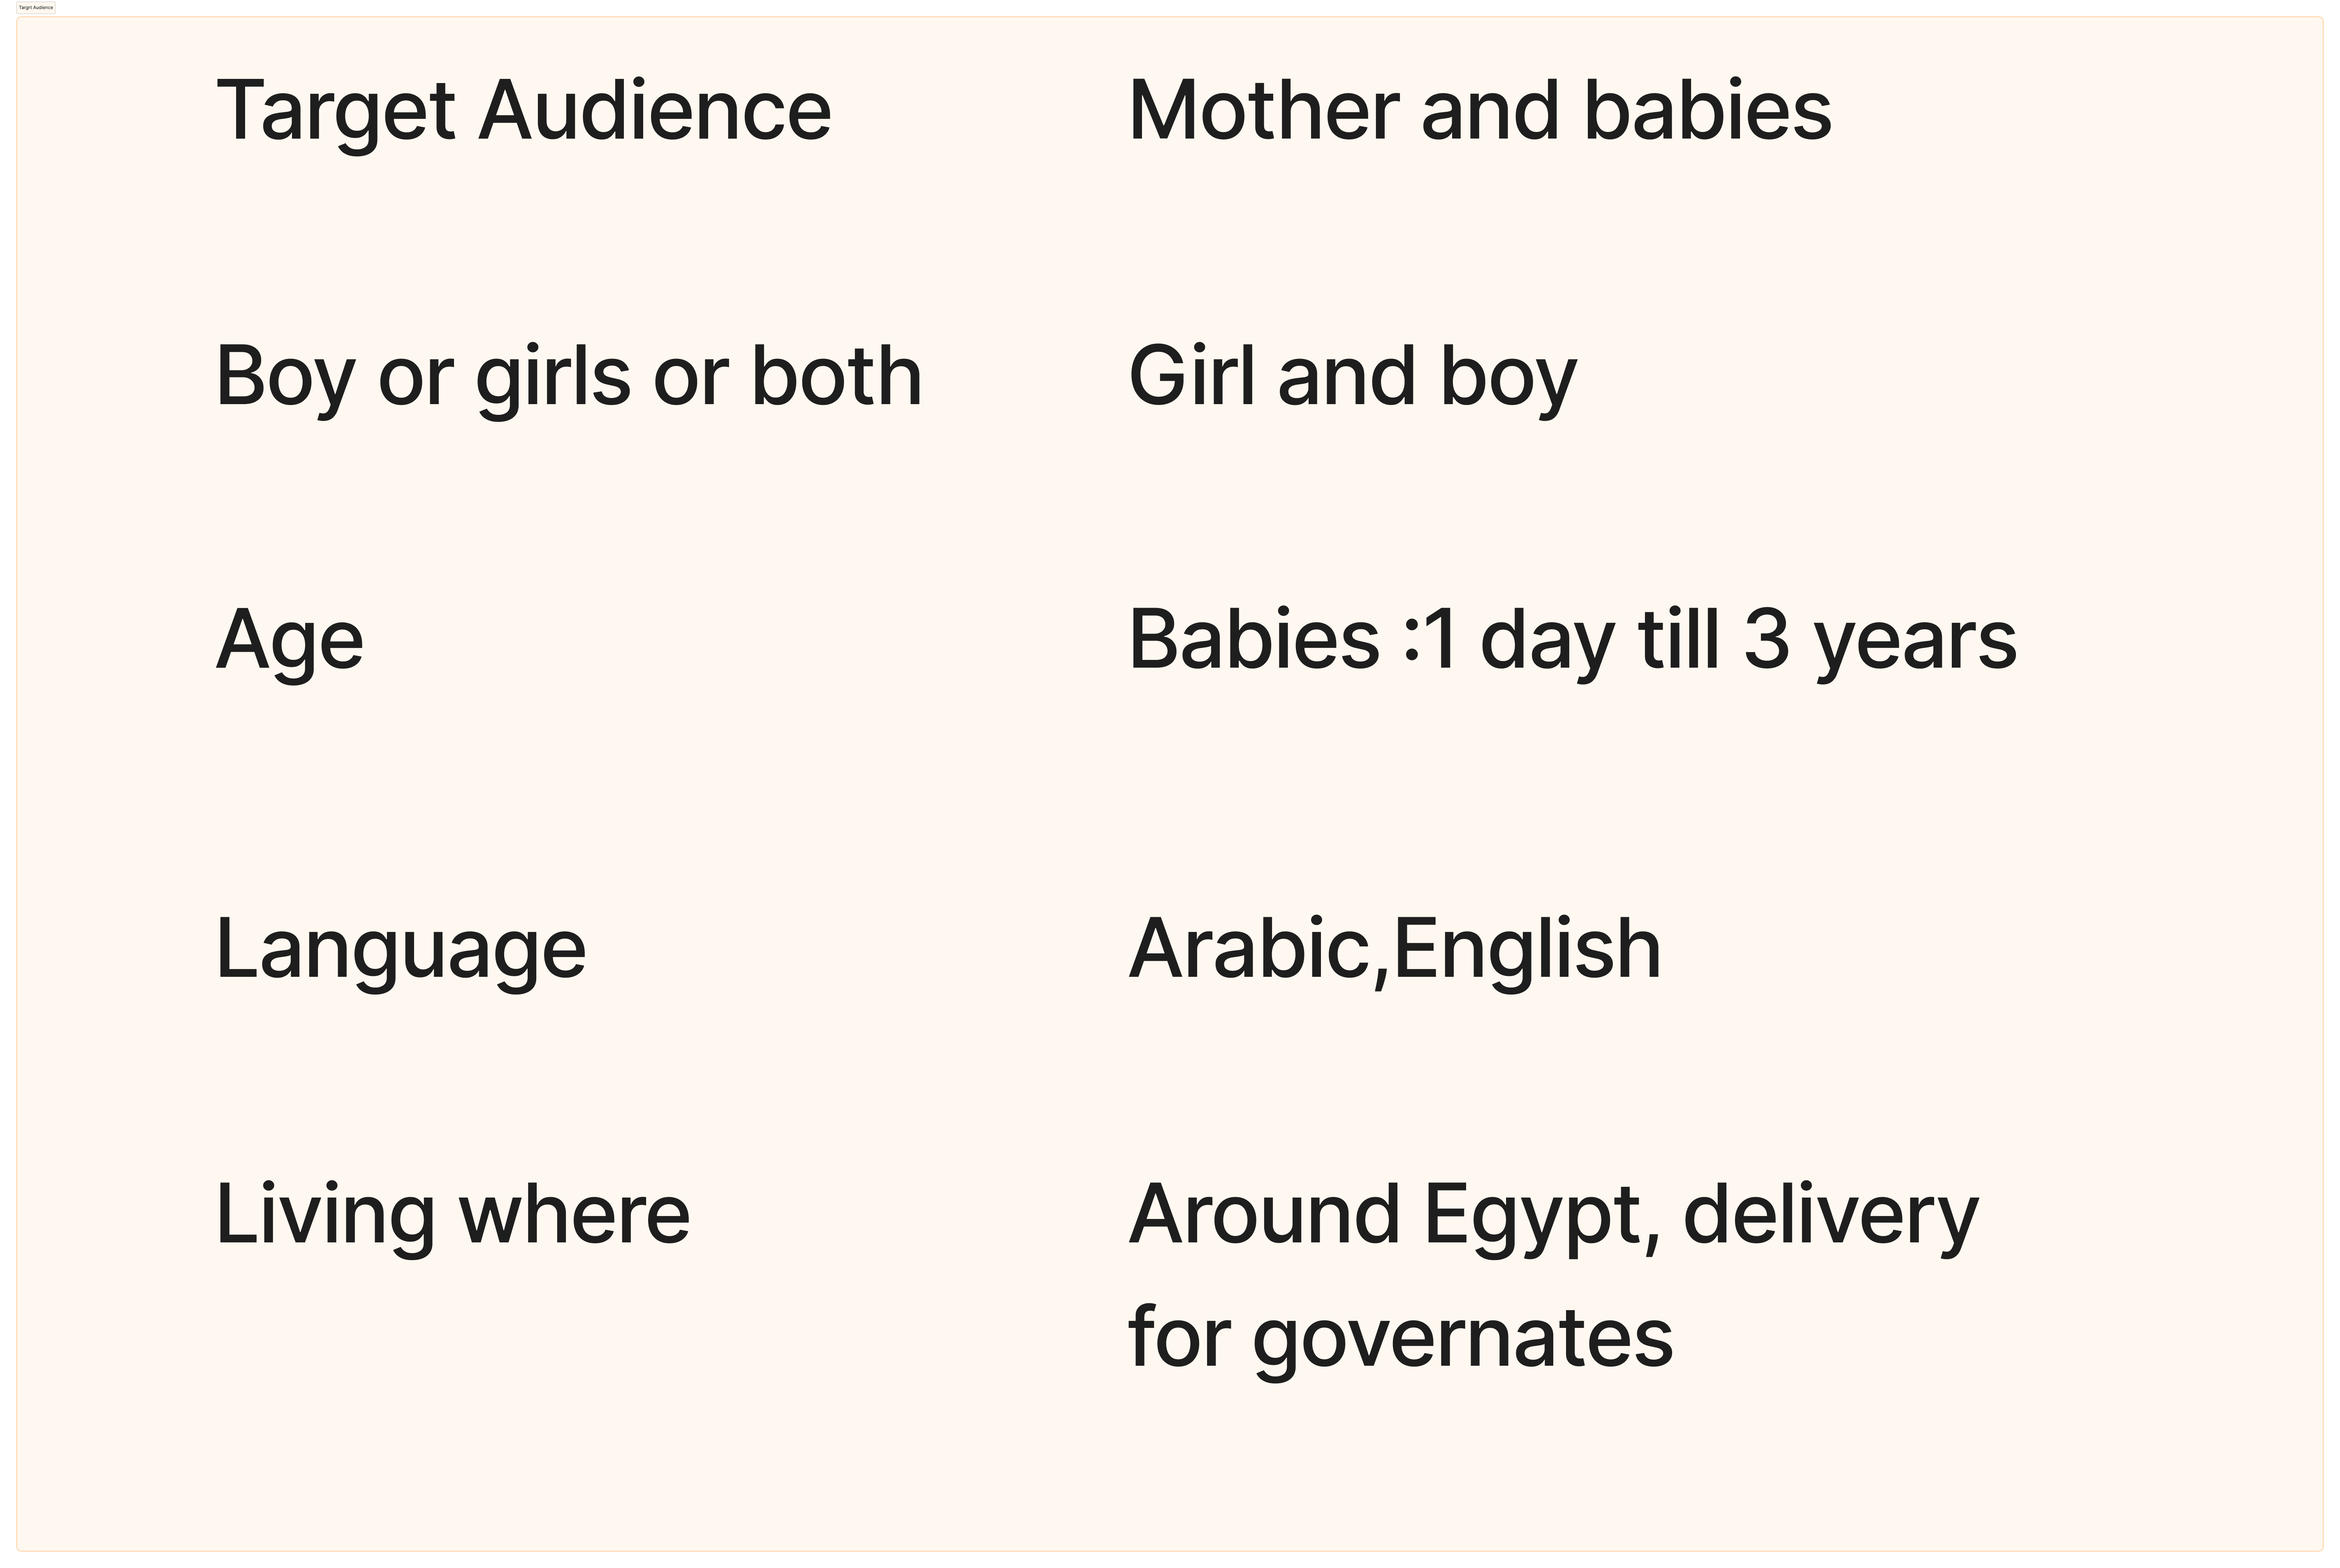 Targrt Audience
Target Audience
Mother and babies
Boy or girls or both
Girl and boy
Age
Babies :1 day till 3 years
Language
Arabic,English
Living where
Around Egypt, delivery
for governates